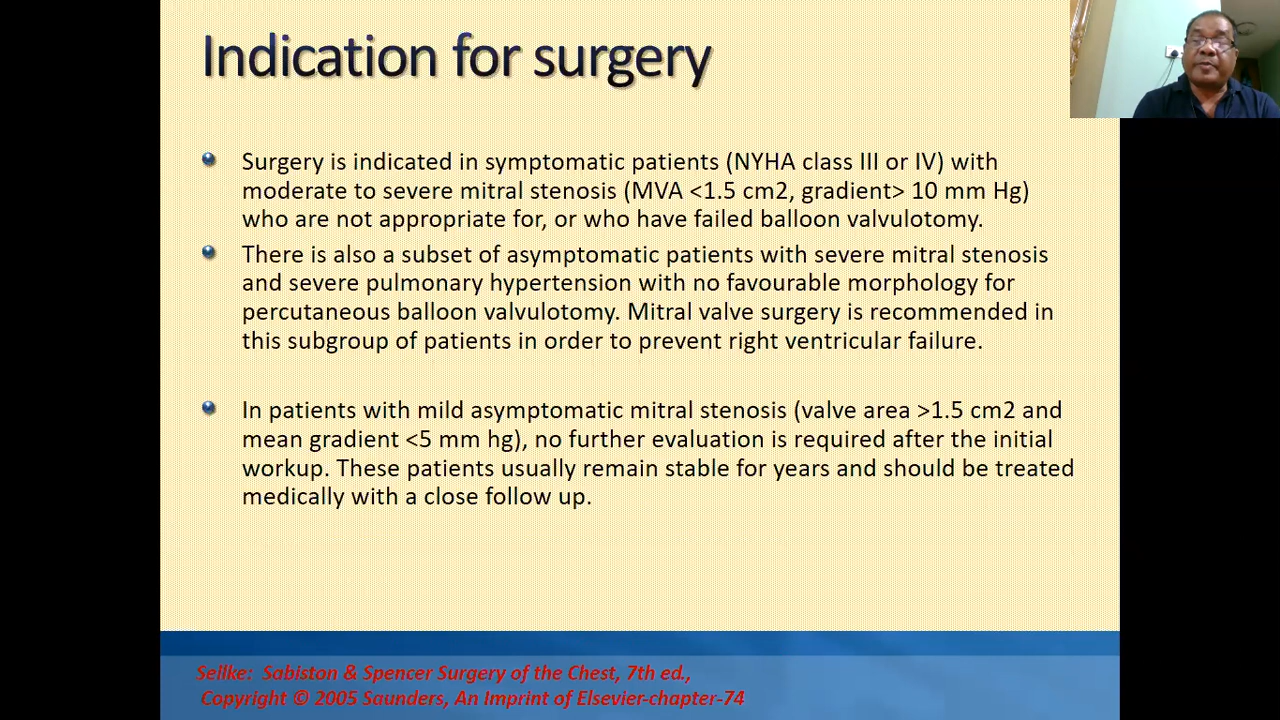 Indication for surgery
Surgery is indicated in symptomatic patients (NYHA class III or IV) with
moderate to severe mitral stenosis (MVA <1.5 cm2, gradient> 10 mm Hg)
who are not appropriate for, or who have failed balloon valvulotomy.
There is also a subset of asymptomatic patients with severe mitral stenosis
and severe pulmonary hypertension with no favourable morphology for
percutaneous balloon valvulotomy. Mitral valve surgery is recommended in
this subgroup of patients in order to prevent right ventricular failure.
In patients with mild asymptomatic mitral stenosis (valve area >1.5 cm2 and
mean gradient <5 mm hg), no further evaluation is required after the initial
workup. These patients usually remain stable for years and should be treated
medically with a close follow up.
Sellke: Sabiston & Spencer Surgery of the Chest, 7th ed.,
Copyright © 2005 Saunders, An Imprint of Elsevier-chapter-74